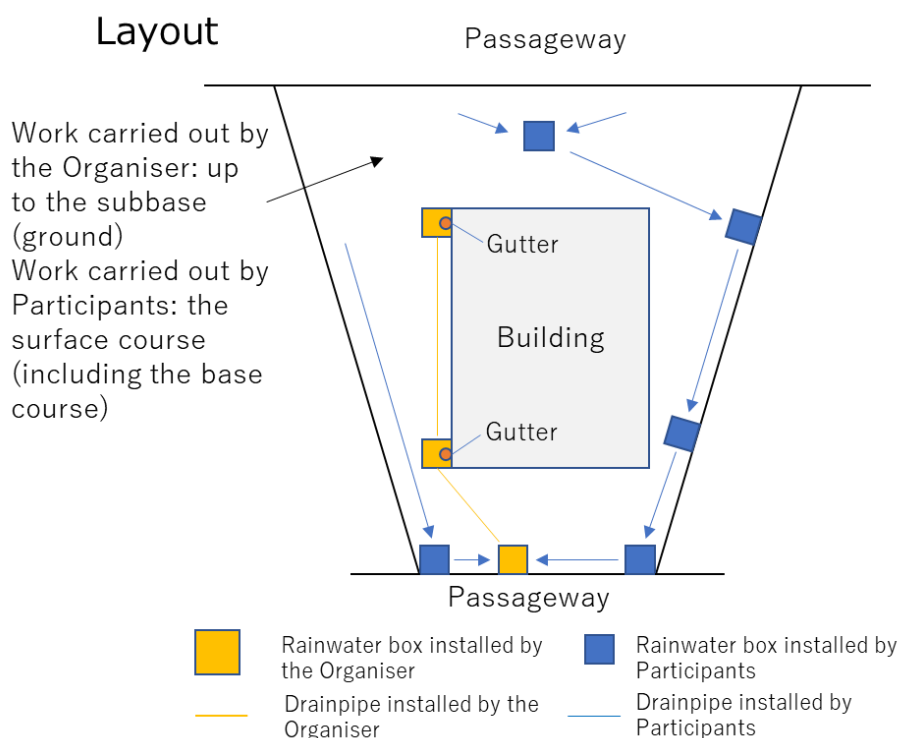 Layout
Passageway
Work carried out by
the Organiser: up
to the subbase
(ground)
Work carried out by
Participants: the
surface course
(including the base
course)
Gutter
Building
Gutter
Passageway
Rainwater box installed by
the Organiser
Rainwater box installed by
Participants
Drainpipe installed by the
Organiser
Drainpipe installed by
Participants